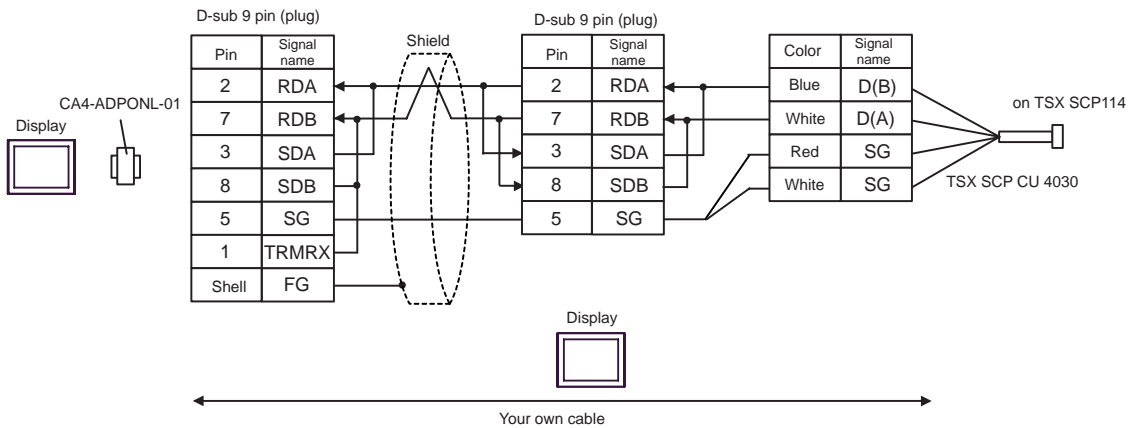 D-sub 9 pin (plug)
Pin Signal name
2 RDA
7 RDB
3 SDA
8 SDB
5 SG
1 TRMRX
Shell FG
CA4-ADPONL-01
Display
Shield
D-sub 9 pin (plug)
Pin Signal name
2 RDA
7 RDB
3 SDA
8 SDB
5 SG
Color Signal name
Blue D(B)
White D(A)
Red SG
White SG
on TSX SCP114
TSX SCP CU 4030
Display
Your own cable